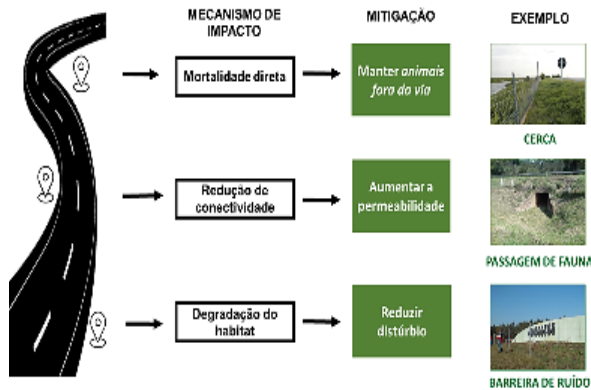 MECANISMO DE
IMPACTO
MITIGAÇÃO
EXEMPLO
Mortalidade direta
Manter animais
fora da via
CERCA
Redução de
conectividade
Aumentar a
permeabilidade
PASSAGEM DE FAUNA
Degradação do
habitat
Reduzir
distúrbio
BARREIRA DE RUÍDO